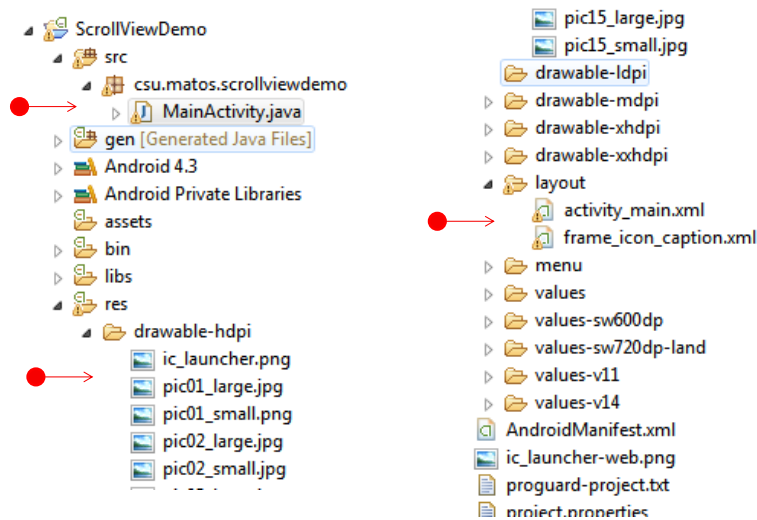 ScrollViewDemo
src
csu.matos.scrollviewdemo
MainActivity.java
gen [Generated Java Files]
Android 4.3
Android Private Libraries
assets
bin
libs
res
drawable-hdpi
ic_launcher.png
pic01_large.jpg
pic01_small.png
pic02_large.jpg
pic02_small.jpg
pic15_large.jpg
pic15_small.jpg
drawable-ldpi
drawable-mdpi
drawable-xhdpi
drawable-xxhdpi
layout
activity_main.xml
frame_icon_caption.xml
menu
values
values-sw600dp
values-sw720dp-land
values-v11
values-v14
AndroidManifest.xml
ic_launcher-web.png
proguard-project.txt
project.properties